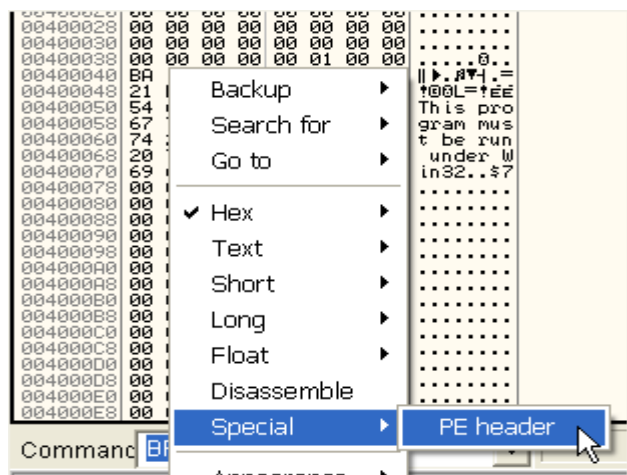 00400028 00 00 00 00 00 00 00 00 ........
00400030 00 00 00 00 00 00 00 00 ........
00400038 00 00 00 00 00 01 00 00 .....0..
00400040 BA
00400048 21
00400050 54 This pro
00400058 67 gram mus
00400060 74 t be run
00400068 20 under W
00400070 69 in32..$7
00400078 00 ........
00400080 00 ........
00400088 00 ........
00400090 00 ........
00400098 00 ........
004000A0 00 ........
004000A8 00 ........
004000B0 00 ........
004000B8 00 ........
004000C0 00 ........
004000C8 00 ........
004000D0 00 ........
004000D8 00 ........
004000E0 00 ........
004000E8 00 ........
Backup
Search for
Go to
Hex
Text
Short
Long
Float
Disassemble
Special
PE header
Command